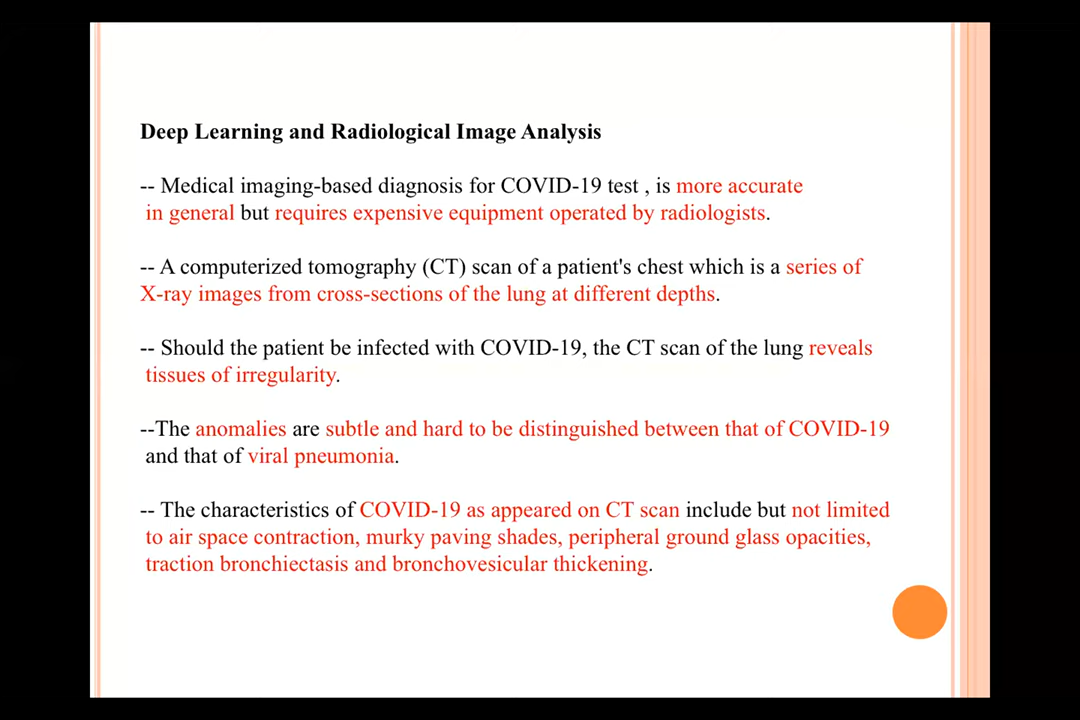 Deep Learning and Radiological Image Analysis
-- Medical imaging-based diagnosis for COVID-19 test , is more accurate
in general but requires expensive equipment operated by radiologists.
-- A computerized tomography (CT) scan of a patient's chest which is a series of
X-ray images from cross-sections of the lung at different depths.
-- Should the patient be infected with COVID-19, the CT scan of the lung reveals
tissues of irregularity.
--The anomalies are subtle and hard to be distinguished between that of COVID-19
and that of viral pneumonia.
-- The characteristics of COVID-19 as appeared on CT scan include but not limited
to air space contraction, murky paving shades, peripheral ground glass opacities,
traction bronchiectasis and bronchovesicular thickening.